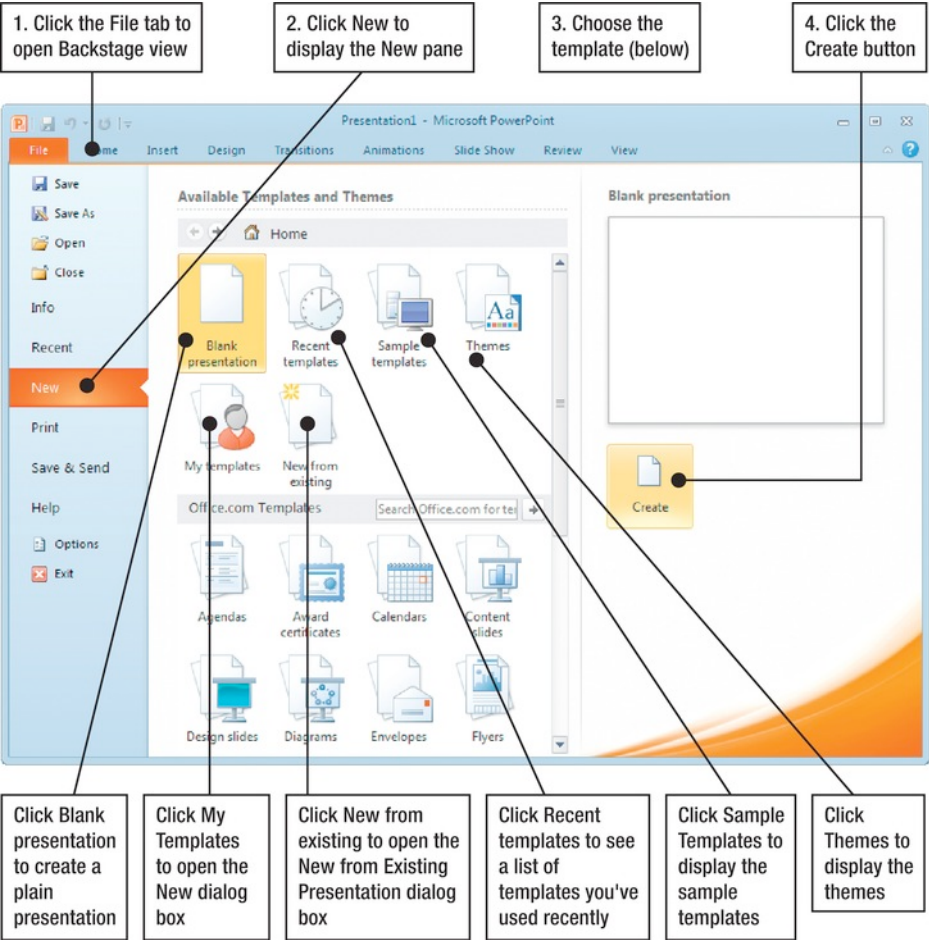 1. Click the File tab to
open Backstage view
2. Click New to
display the New pane
3. Choose the
template (below)
4. Click the
Create button
Presentation1 - Microsoft PowerPoint
File
ome
Insert
Design
Transitions
Animations
Slide Show
Review
View
Save
Save As
Open
Close
Info
Recent
New
Print
Save & Send
Help
Options
Exit
Available Templates and Themes
Home
Blank
presentation
Recent
templates
Sample
templates
Themes
Aa
My templates
New from
existing
Office.com Templates
Search Office.com for ter
Agendas
Award
certificates
Calendars
Content
slides
Design slides
Diagrams
Envelopes
Flyers
Blank presentation
Create
Click Blank
presentation
to create a
plain
presentation
Click My
Templates
to open the
New dialog
box
Click New from
existing to open the
New from Existing
Presentation dialog
box
Click Recent
templates to see
a list of
templates you've
used recently
Click Sample
Templates to
display the
sample
templates
Click
Themes to
display the
themes